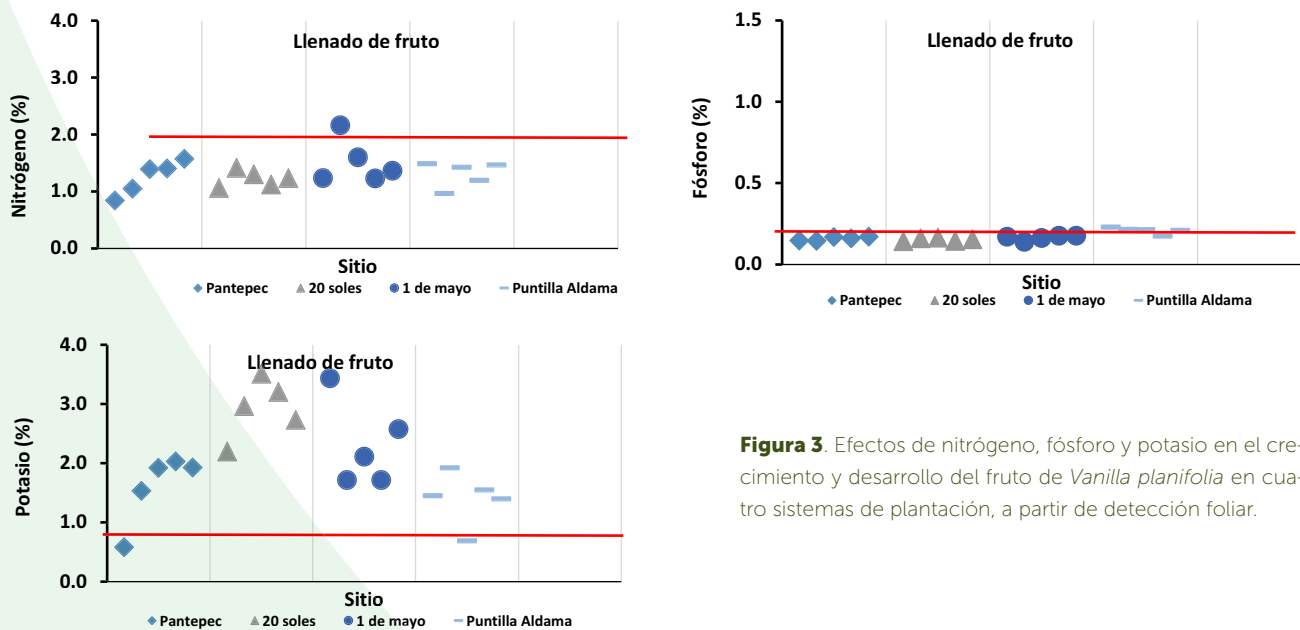 Llenado de fruto
Nitrógeno (%)
4.0
3.0
2.0
1.0
0.0
Sitio
Pantepec 20 soles 1 de mayo Puntilla Aldama
Llenado de fruto
Fósforo (%)
1.5
1.0
0.5
0.0
Sitio
Pantepec 20 soles 1 de mayo Puntilla Aldama
Llenado de fruto
Potasio (%)
4.0
3.0
2.0
1.0
0.0
Sitio
Pantepec 20 soles 1 de mayo Puntilla Aldama
Figura 3. Efectos de nitrógeno, fósforo y potasio en el cre-
cimiento y desarrollo del fruto de Vanilla planifolia en cua-
tro sistemas de plantación, a partir de detección foliar.